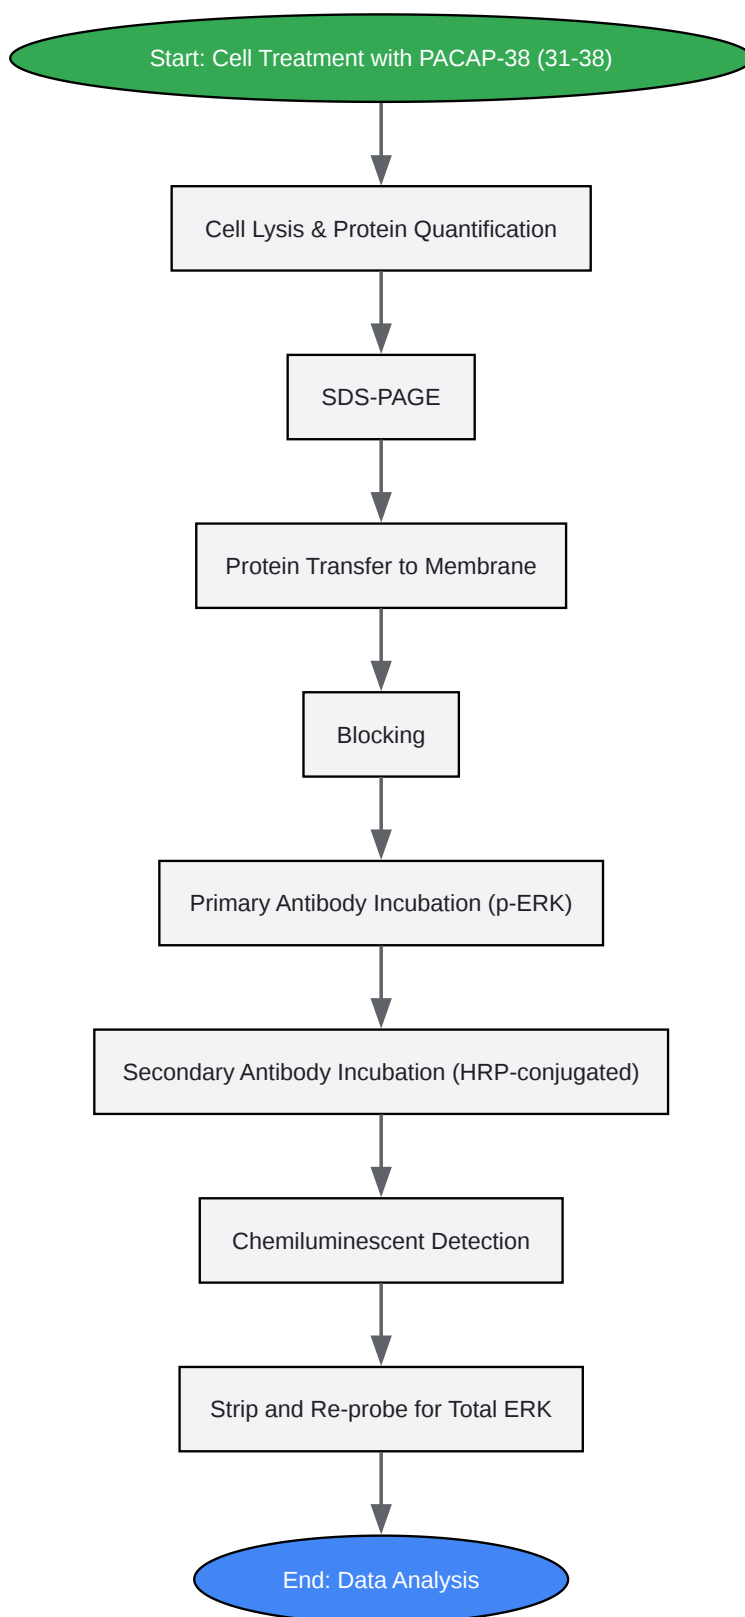 Start: Cell Treatment with PACAP-38 (31-38)
Cell Lysis & Protein Quantification
SDS-PAGE
Protein Transfer to Membrane
Blocking
Primary Antibody Incubation (p-ERK)
Secondary Antibody Incubation (HRP-conjugated)
Chemiluminescent Detection
Strip and Re-probe for Total ERK
End: Data Analysis